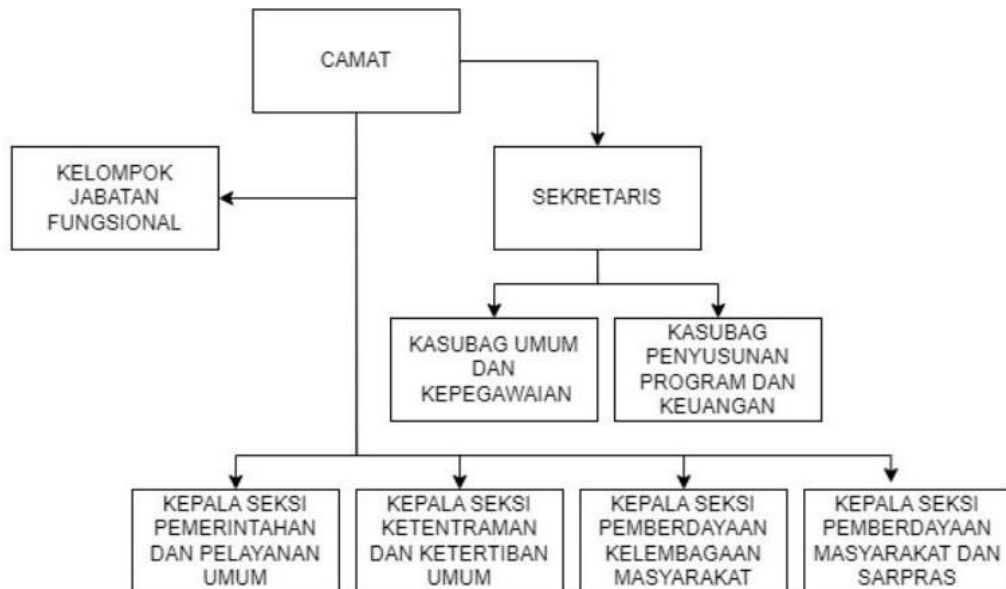 CAMAT
KELOMPOK
JABATAN
FUNGSIONAL
SEKRETARIS
KASUBAG UMUM
DAN
KEPEGAWAIAN
KASUBAG
PENYUSUNAN
PROGRAM DAN
KEUANGAN
KEPALA SEKSI
PEMERINTAHAN
DAN PELAYANAN
UMUM
KEPALA SEKSI
KETENTRAMAN
DAN KETERTIBAN
UMUM
KEPALA SEKSI
PEMBERDAYAAN
KELEMBAGAAN
MASYARAKAT
KEPALA SEKSI
PEMBERDAYAAN
MASYARAKAT DAN
SARPRAS